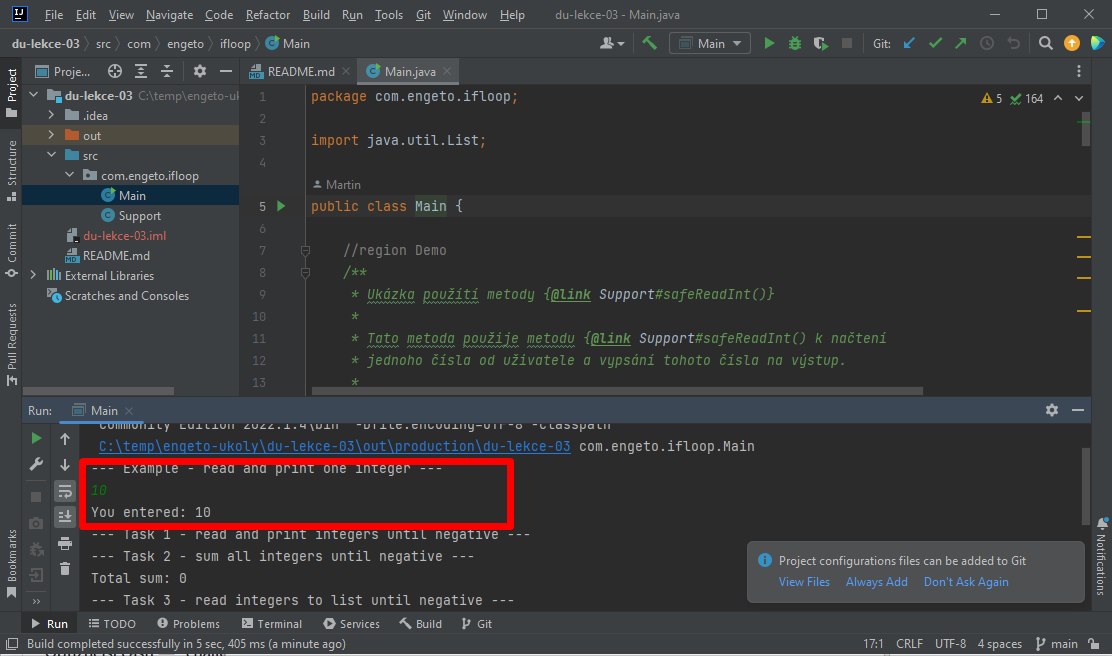 File Edit View Navigate Code Refactor Build Run Tools Git Window Help du-lekce-03 - Main.java
du-lekce-03 src com engeto ifloop Main Main Git:
Proje... README.md Main.java
Project
Structure
Commit
Pull Requests
Bookmarks
Notifications
du-lekce-03 C:\temp\engeto-uk
.idea
out
src
com.engeto.ifloop
Main
Support
du-lekce-03.iml
README.md
External Libraries
Scratches and Consoles
5 164
1 package com.engeto.ifloop;
2
3 import java.util.List;
4
Martin
5 public class Main {
6
7 //region Demo
8 /**
9 * Ukázka použítí metody {@link Support#safeReadInt()}
10 *
11 * Tato metoda použije metodu {@link Support#safeReadInt() k načtení
12 * jednoho čísla od uživatele a vypsání tohoto čísla na výstup.
13 *
Run: Main
Community Edition 2022.1.4\bin" -Dfile.encoding=UTF-8 -classpath
C:\temp\engeto-ukoly\du-lekce-03\out\production\du-lekce-03 com.engeto.ifloop.Main
--- Example - read and print one integer ---
10
You entered: 10
--- Task 1 - read and print integers until negative ---
--- Task 2 - sum all integers until negative ---
Total sum: 0
--- Task 3 - read integers to list until negative ---
Project configurations files can be added to Git
View Files Always Add Don't Ask Again
Run TODO Problems Terminal Services Build Git
Build completed successfully in 5 sec, 405 ms (a minute ago) 17:1 CRLF UTF-8 4 spaces main